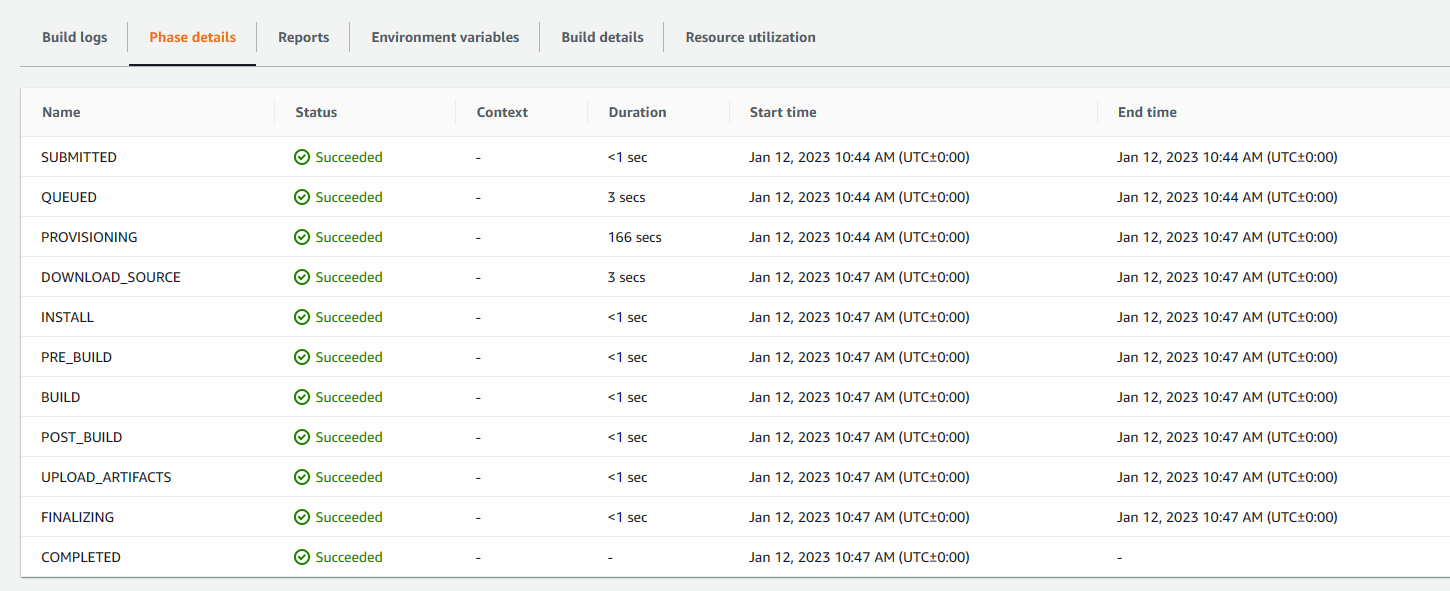 Build logs Phase details Reports Environment variables Build details Resource utilization
Name Status Context Duration Start time End time
SUBMITTED Succeeded - <1 sec Jan 12, 2023 10:44 AM (UTC±0:00) Jan 12, 2023 10:44 AM (UTC±0:00)
QUEUED Succeeded - 3 secs Jan 12, 2023 10:44 AM (UTC±0:00) Jan 12, 2023 10:44 AM (UTC±0:00)
PROVISIONING Succeeded - 166 secs Jan 12, 2023 10:44 AM (UTC±0:00) Jan 12, 2023 10:47 AM (UTC±0:00)
DOWNLOAD_SOURCE Succeeded - 3 secs Jan 12, 2023 10:47 AM (UTC±0:00) Jan 12, 2023 10:47 AM (UTC±0:00)
INSTALL Succeeded - <1 sec Jan 12, 2023 10:47 AM (UTC±0:00) Jan 12, 2023 10:47 AM (UTC±0:00)
PRE_BUILD Succeeded - <1 sec Jan 12, 2023 10:47 AM (UTC±0:00) Jan 12, 2023 10:47 AM (UTC±0:00)
BUILD Succeeded - <1 sec Jan 12, 2023 10:47 AM (UTC±0:00) Jan 12, 2023 10:47 AM (UTC±0:00)
POST_BUILD Succeeded - <1 sec Jan 12, 2023 10:47 AM (UTC±0:00) Jan 12, 2023 10:47 AM (UTC±0:00)
UPLOAD_ARTIFACTS Succeeded - <1 sec Jan 12, 2023 10:47 AM (UTC±0:00) Jan 12, 2023 10:47 AM (UTC±0:00)
FINALIZING Succeeded - <1 sec Jan 12, 2023 10:47 AM (UTC±0:00) Jan 12, 2023 10:47 AM (UTC±0:00)
COMPLETED Succeeded - - Jan 12, 2023 10:47 AM (UTC±0:00) -